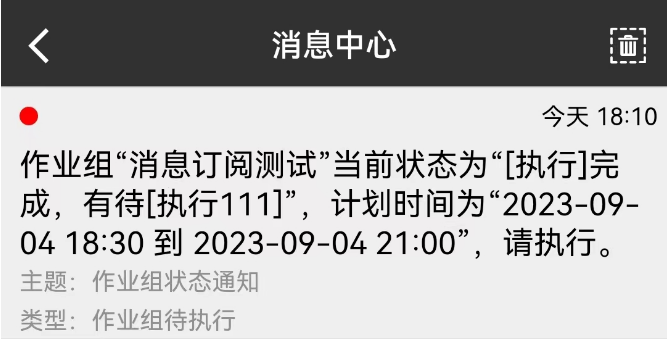 消息中心
今天 18:10
作业组“消息订阅测试”当前状态为“[执行]完
成，有待[执行111]”，计划时间为“2023-09-
04 18:30 到 2023-09-04 21:00”，请执行。
主题：作业组状态通知
类型：作业组待执行